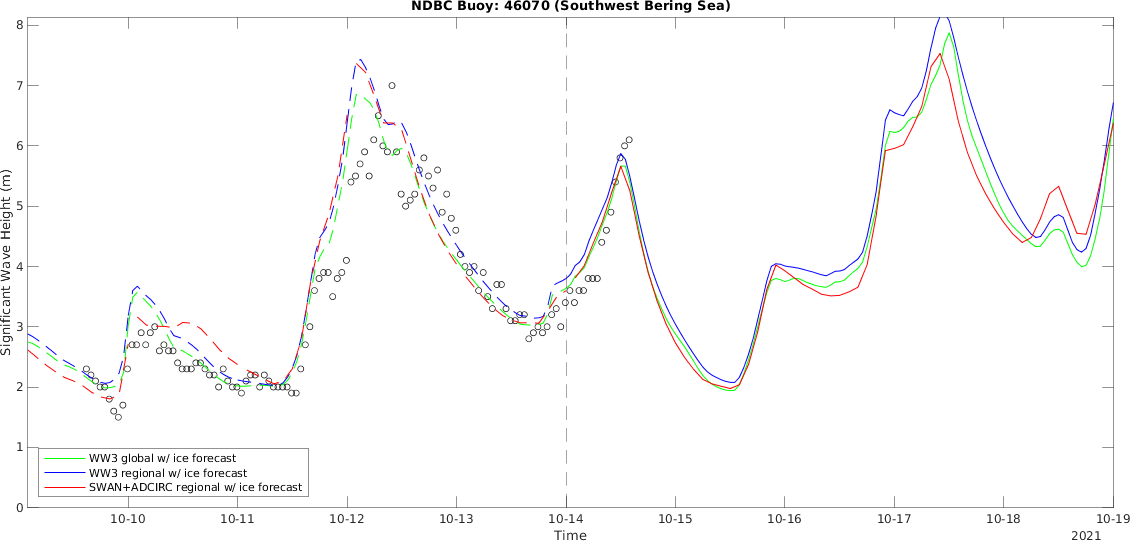 NDBC Buoy: 46070 (Southwest Bering Sea)
8
7
6
5
4
3
2
1
0
Significant Wave Height (m)
WW3 global w/ ice forecast
WW3 regional w/ ice forecast
SWAN+ADCIRC regional w/ ice forecast
10-10 10-11 10-12 10-13 10-14 10-15 10-16 10-17 10-18 10-19
Time
2021